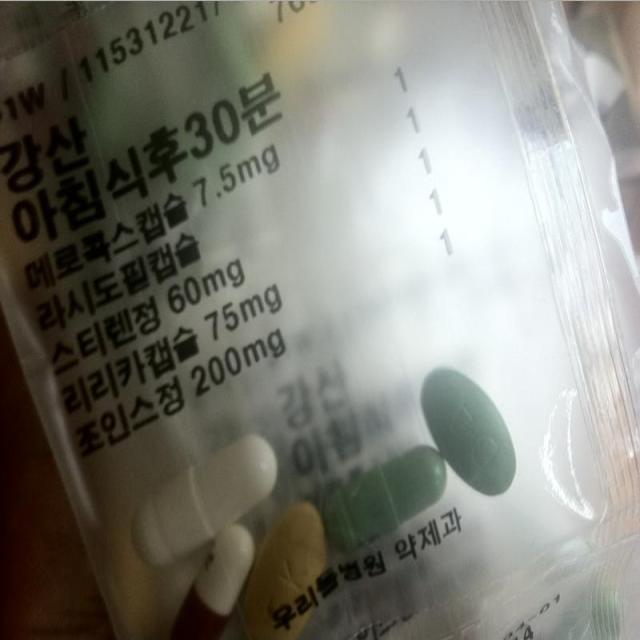 1W / 115312217
강산
아침 식후30분
메로콕스캡슐 7.5mg 1
라시도필캡슐 1
스티렌정 60mg 1
리리카캡슐 75mg 1
조인스정 200mg 1
강산
아침
약제과